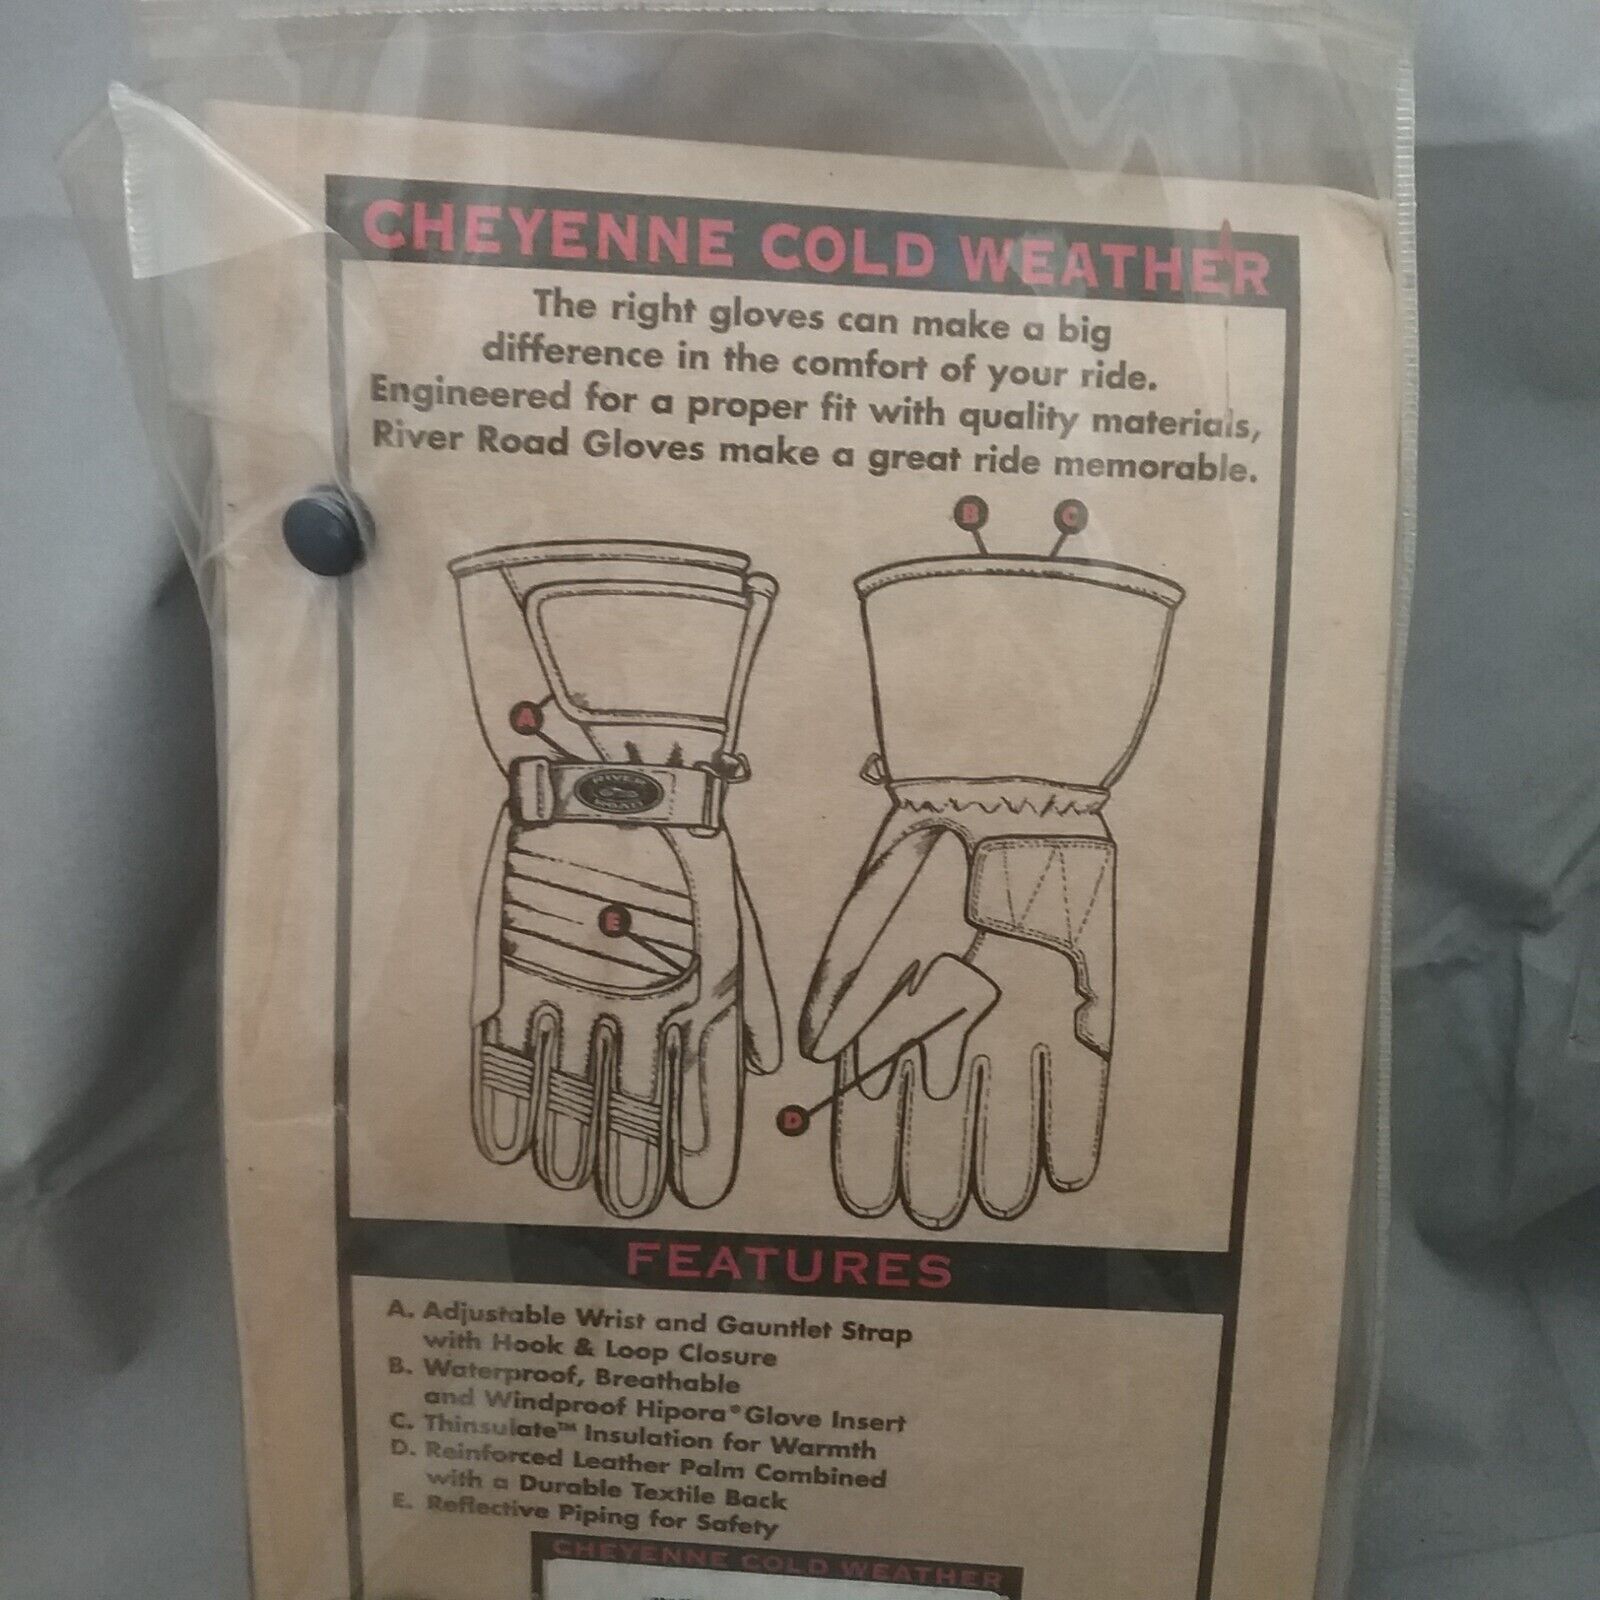 CHEYENNE COLD WEATHER
The right gloves can make a big
difference in the comfort of your ride.
Engineered for a proper fit with quality materials,
River Road Gloves make a great ride memorable.
B C
A
RIVER
ROAD
E
D
FEATURES
A. Adjustable Wrist and Gauntlet Strap
with Hook & Loop Closure
B. Waterproof, Breathable
and Windproof Hipora® Glove Insert
C. Thinsulate™ Insulation for Warmth
D. Reinforced Leather Palm Combined
with a Durable Textile Back
E. Reflective Piping for Safety
CHEYENNE COLD WEATHER